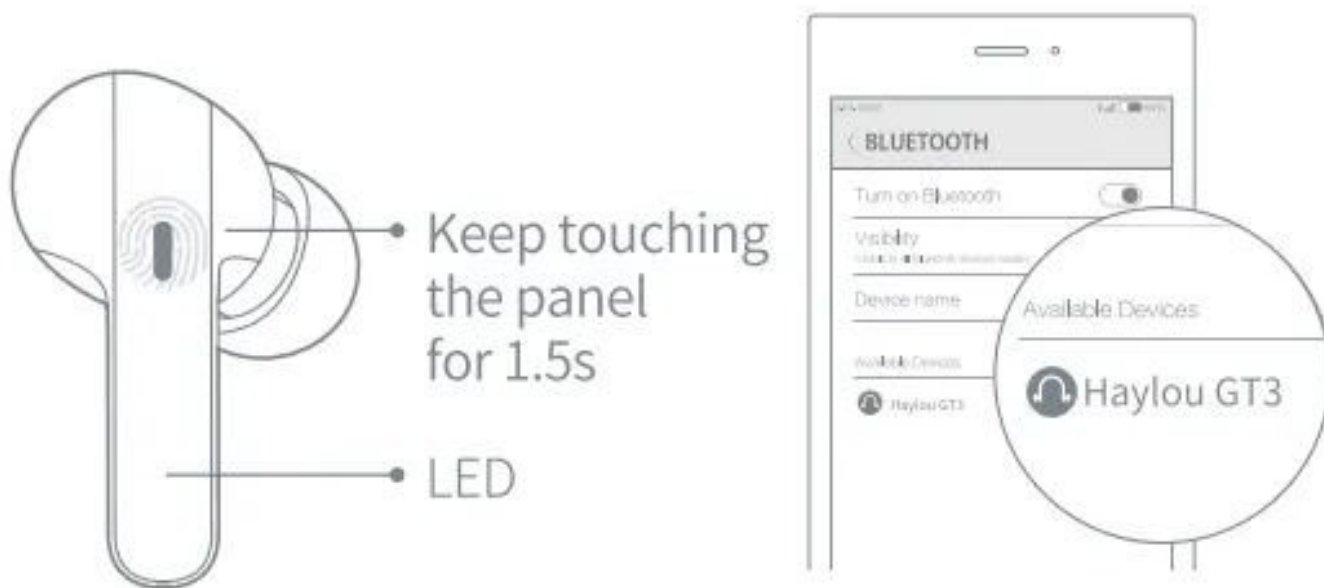 Keep touching
the panel
for 1.5s
LED
BLUETOOTH
Turn on Bluetooth
Visibility
Device name
Available Devices
Haylou GT3
Available Devices
Haylou GT3